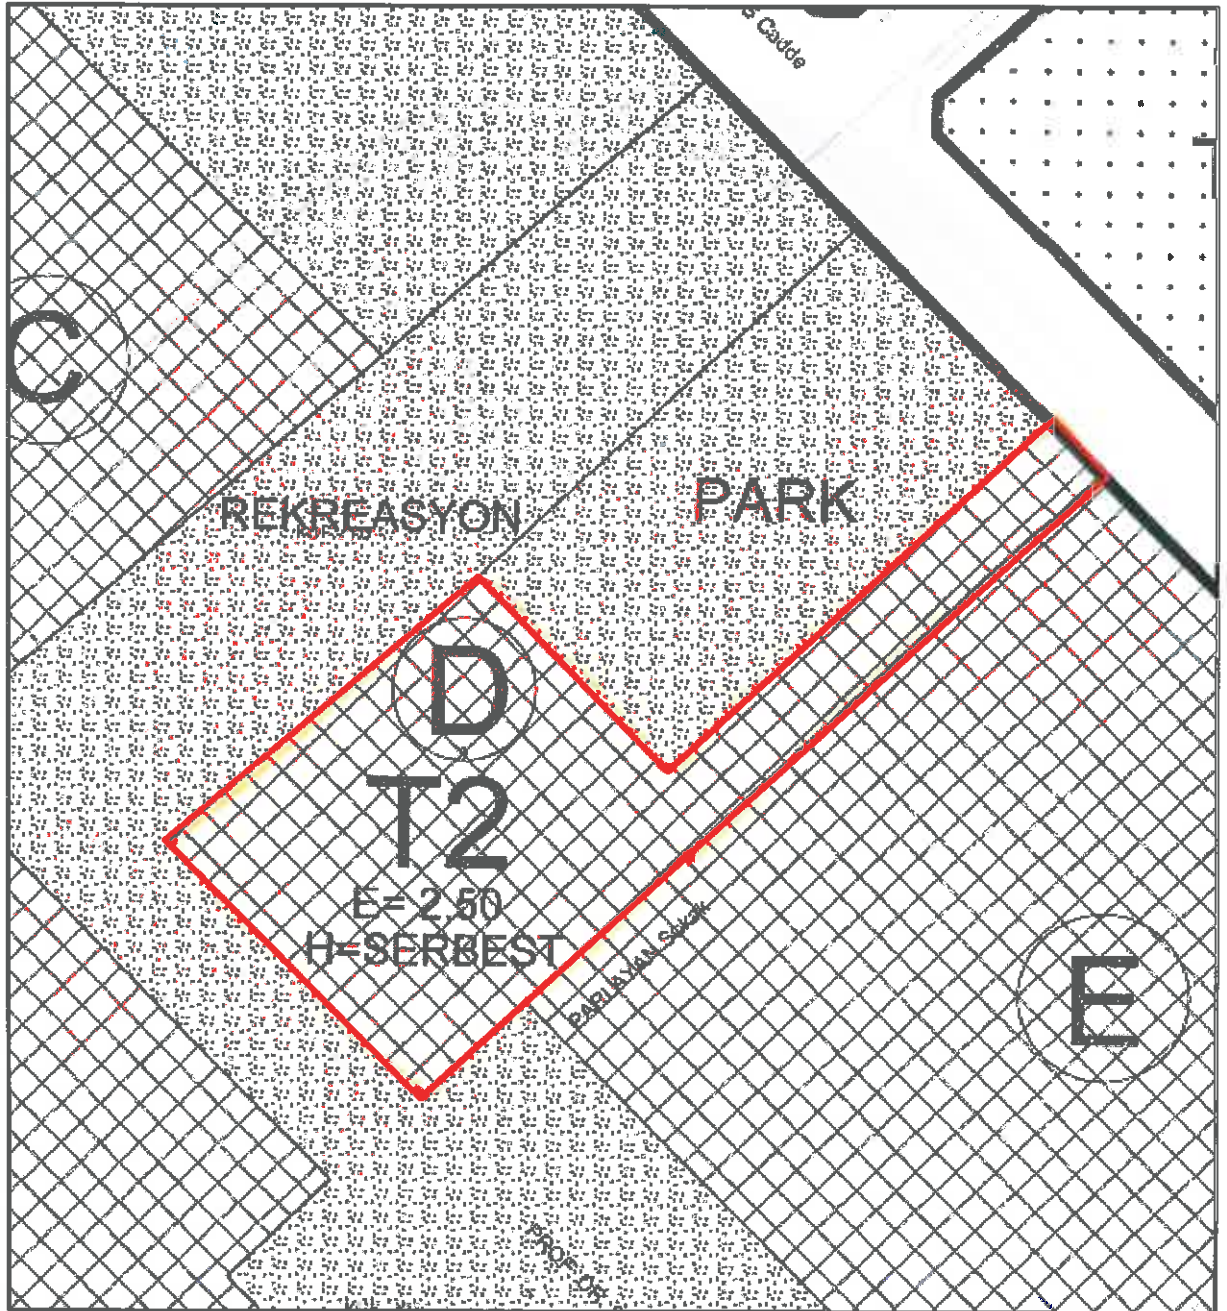 Cadde
C
REKREASYON
PARK
D
T2
E= 2.50
H=SERBEST
PARLAYAN Sokak
E